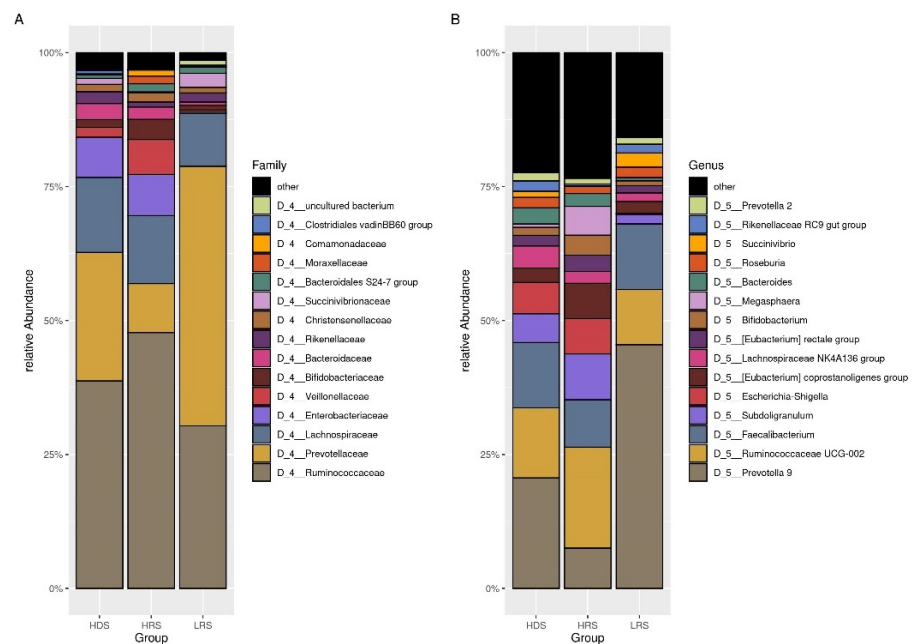 A
relative Abundance
100%
75%
50%
25%
0%
HDS
HRS
LRS
Group
Family
other
D_4__uncultured bacterium
D_4__Clostridiales vadinBB60 group
D_4__Comamonadaceae
D_4__Moraxellaceae
D_4__Bacteroidales S24-7 group
D_4__Succinivibrionaceae
D_4__Christensenellaceae
D_4__Rikenellaceae
D_4__Bacteroidaceae
D_4__Bifidobacteriaceae
D_4__Veillonellaceae
D_4__Enterobacteriaceae
D_4__Lachnospiraceae
D_4__Prevotellaceae
D_4__Ruminococcaceae
B
relative Abundance
100%
75%
50%
25%
0%
HDS
HRS
LRS
Group
Genus
other
D_5__Prevotella 2
D_5__Rikenellaceae RC9 gut group
D_5__Succinivibrio
D_5__Roseburia
D_5__Bacteroides
D_5__Megasphaera
D_5__Bifidobacterium
D_5__[Eubacterium] rectale group
D_5__Lachnospiraceae NK4A136 group
D_5__[Eubacterium] coprostanoligenes group
D_5__Escherichia-Shigella
D_5__Subdoligranulum
D_5__Faecalibacterium
D_5__Ruminococcaceae UCG-002
D_5__Prevotella 9